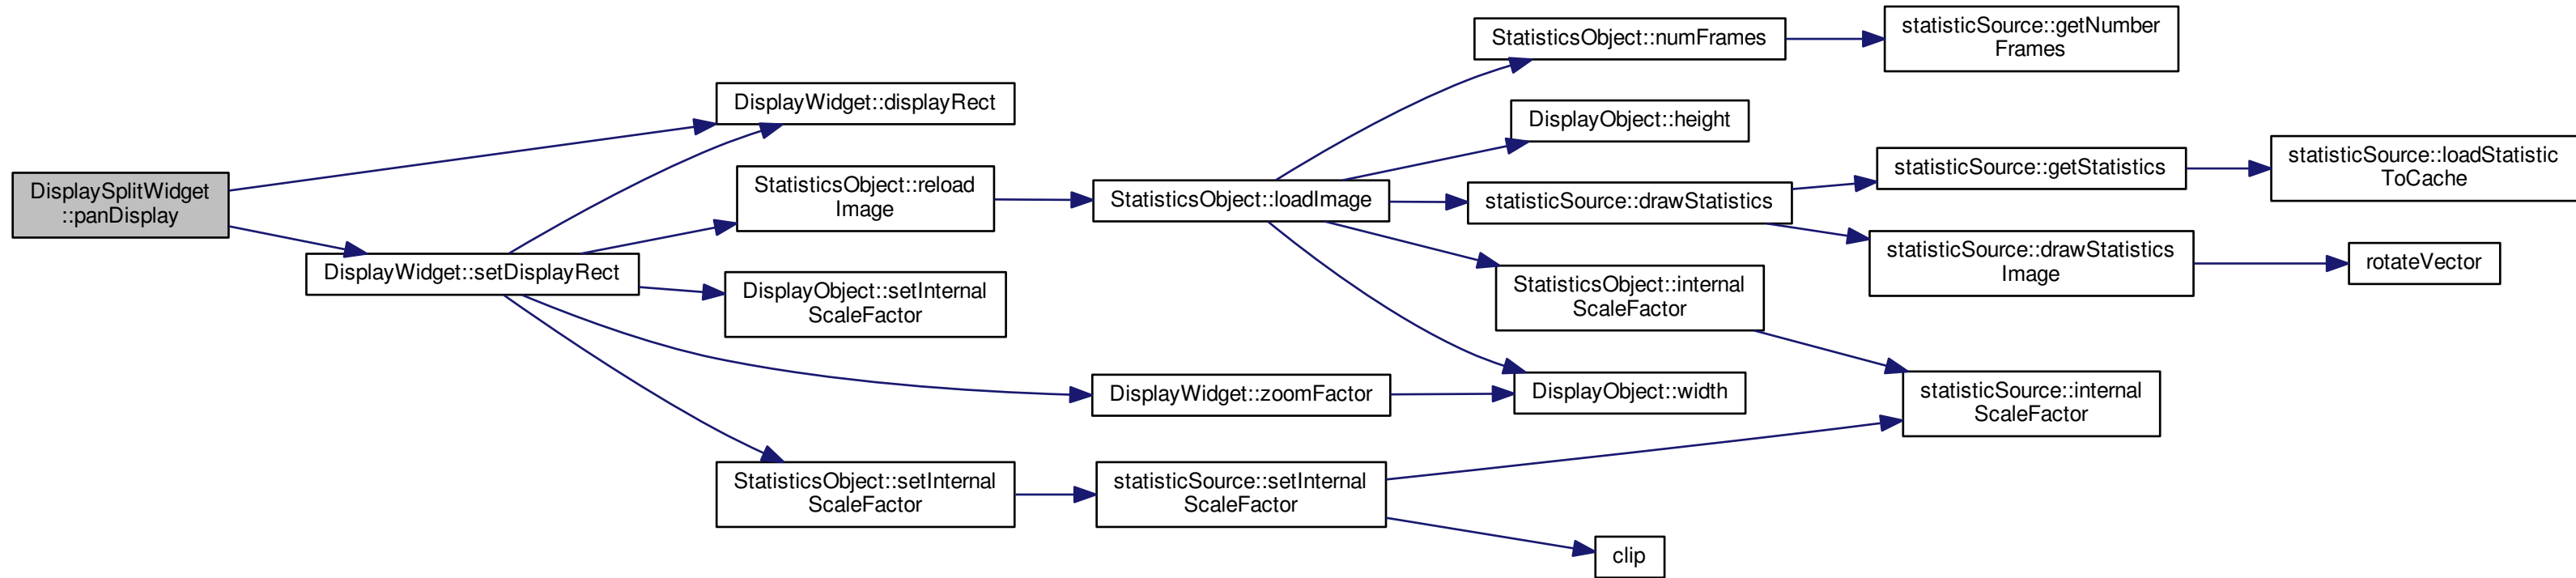 DisplaySplitWidget
::panDisplay
DisplayWidget::displayRect
DisplayWidget::setDisplayRect
StatisticsObject::reload
Image
DisplayObject::setInternal
ScaleFactor
StatisticsObject::setInternal
ScaleFactor
StatisticsObject::loadImage
DisplayWidget::zoomFactor
statisticSource::setInternal
ScaleFactor
StatisticsObject::numFrames
DisplayObject::height
statisticSource::drawStatistics
StatisticsObject::internal
ScaleFactor
DisplayObject::width
clip
statisticSource::getNumber
Frames
statisticSource::getStatistics
statisticSource::drawStatistics
Image
statisticSource::internal
ScaleFactor
statisticSource::loadStatistic
ToCache
rotateVector